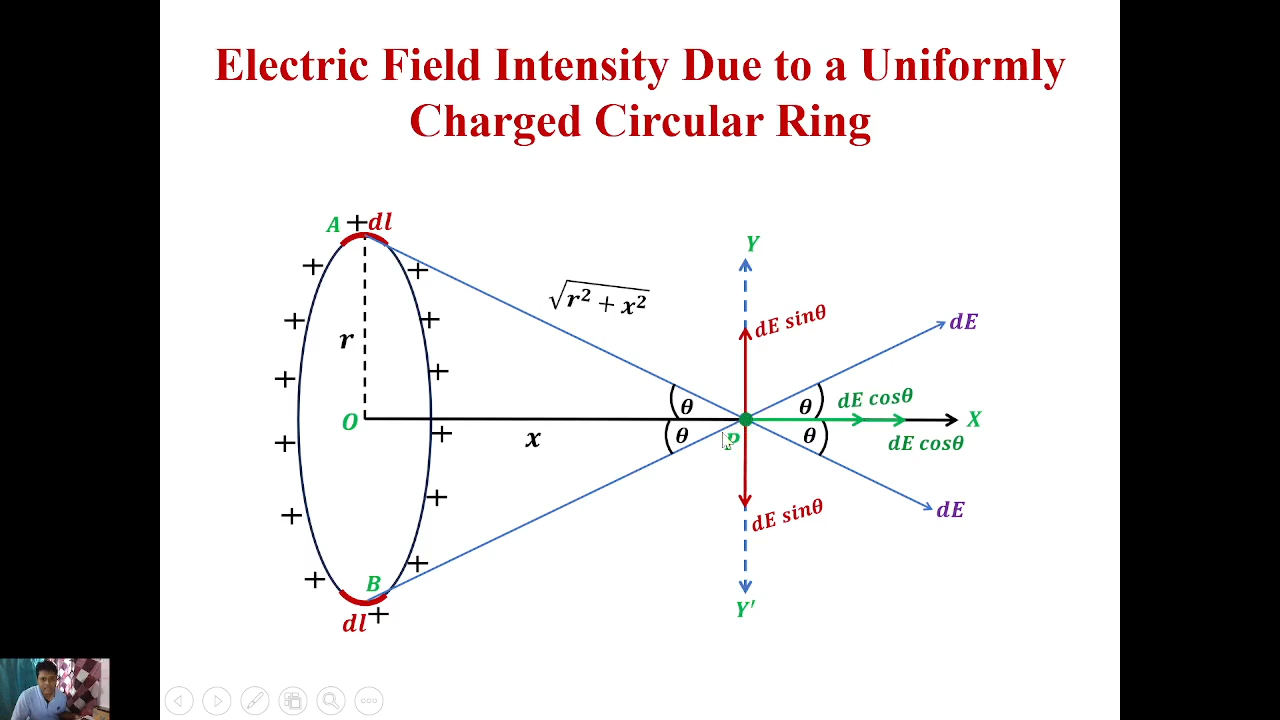 Electric Field Intensity Due to a Uniformly
Charged Circular Ring
A + dl
Y
+ +
√r² + x²
+ +
dE sinθ
dE
r
+ +
θ θ dE cosθ
O
X
x
θ P θ
+ +
dE cosθ
+ +
dE sinθ
dE
+ +
B
Y′
dl +